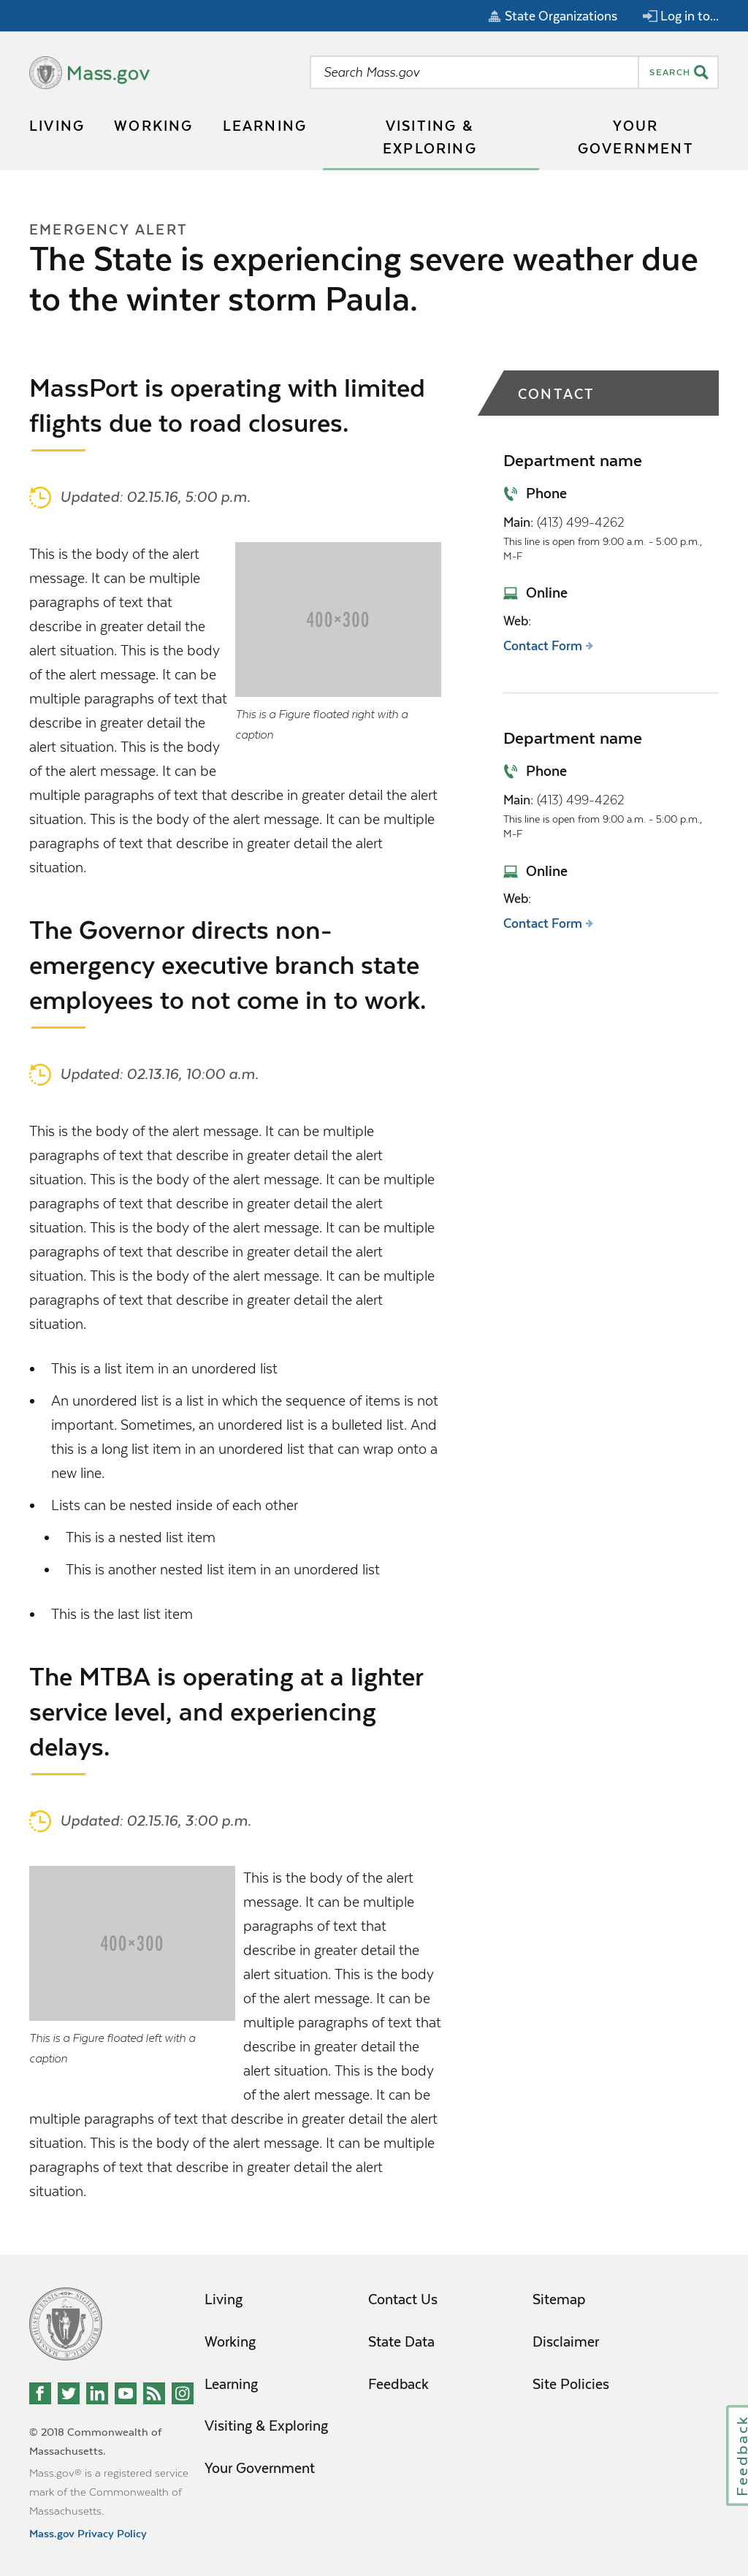 State Organizations
Log in to...
Mass.gov
Search Mass.gov
SEARCH
LIVING
WORKING
LEARNING
VISITING &
EXPLORING
YOUR
GOVERNMENT
EMERGENCY ALERT
The State is experiencing severe weather due
to the winter storm Paula.
MassPort is operating with limited
flights due to road closures.
Updated: 02.15.16, 5:00 p.m.
This is the body of the alert
message. It can be multiple
paragraphs of text that
describe in greater detail the
alert situation. This is the body
of the alert message. It can be
multiple paragraphs of text that
describe in greater detail the
alert situation. This is the body
of the alert message. It can be
multiple paragraphs of text that describe in greater detail the alert
situation. This is the body of the alert message. It can be multiple
paragraphs of text that describe in greater detail the alert
situation.
400×300
This is a Figure floated right with a
caption
The Governor directs non-
emergency executive branch state
employees to not come in to work.
Updated: 02.13.16, 10:00 a.m.
This is the body of the alert message. It can be multiple
paragraphs of text that describe in greater detail the alert
situation. This is the body of the alert message. It can be multiple
paragraphs of text that describe in greater detail the alert
situation. This is the body of the alert message. It can be multiple
paragraphs of text that describe in greater detail the alert
situation. This is the body of the alert message. It can be multiple
paragraphs of text that describe in greater detail the alert
situation.
• This is a list item in an unordered list
• An unordered list is a list in which the sequence of items is not
important. Sometimes, an unordered list is a bulleted list. And
this is a long list item in an unordered list that can wrap onto a
new line.
• Lists can be nested inside of each other
• This is a nested list item
• This is another nested list item in an unordered list
• This is the last list item
The MTBA is operating at a lighter
service level, and experiencing
delays.
Updated: 02.15.16, 3:00 p.m.
400×300
This is a Figure floated left with a
caption
This is the body of the alert
message. It can be multiple
paragraphs of text that
describe in greater detail the
alert situation. This is the body
of the alert message. It can be
multiple paragraphs of text that
describe in greater detail the
alert situation. This is the body
of the alert message. It can be
multiple paragraphs of text that describe in greater detail the alert
situation. This is the body of the alert message. It can be multiple
paragraphs of text that describe in greater detail the alert
situation.
CONTACT
Department name
Phone
Main: (413) 499-4262
This line is open from 9:00 a.m. - 5:00 p.m.,
M-F
Online
Web:
Contact Form
Department name
Phone
Main: (413) 499-4262
This line is open from 9:00 a.m. - 5:00 p.m.,
M-F
Online
Web:
Contact Form
Living
Working
Learning
Visiting & Exploring
Your Government
Contact Us
State Data
Feedback
Sitemap
Disclaimer
Site Policies
© 2018 Commonwealth of
Massachusetts.
Mass.gov® is a registered service
mark of the Commonwealth of
Massachusetts.
Mass.gov Privacy Policy
Feedback